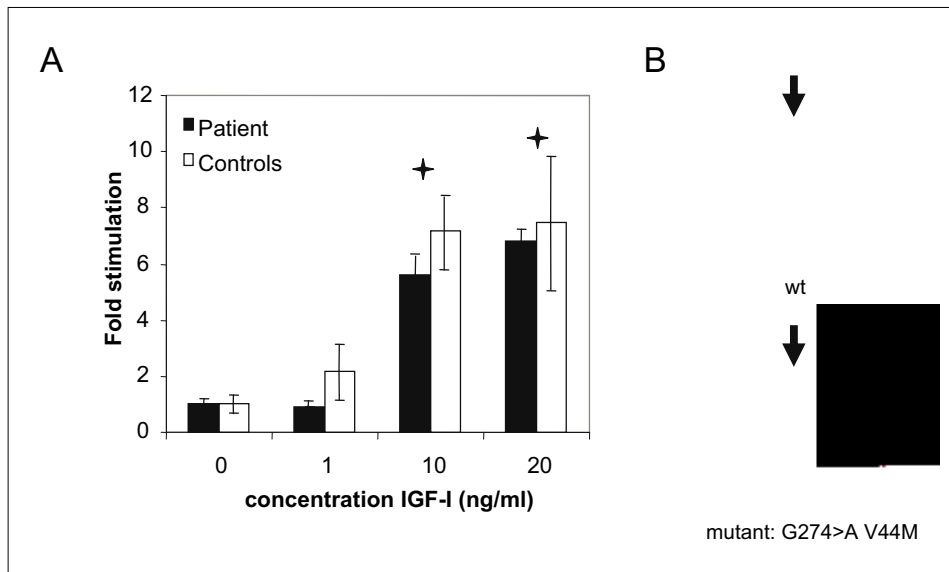 A
B
12
10
8
6
4
2
0
Fold stimulation
Patient
Controls
0 1 10 20
concentration IGF-I (ng/ml)
wt
mutant: G274>A V44M